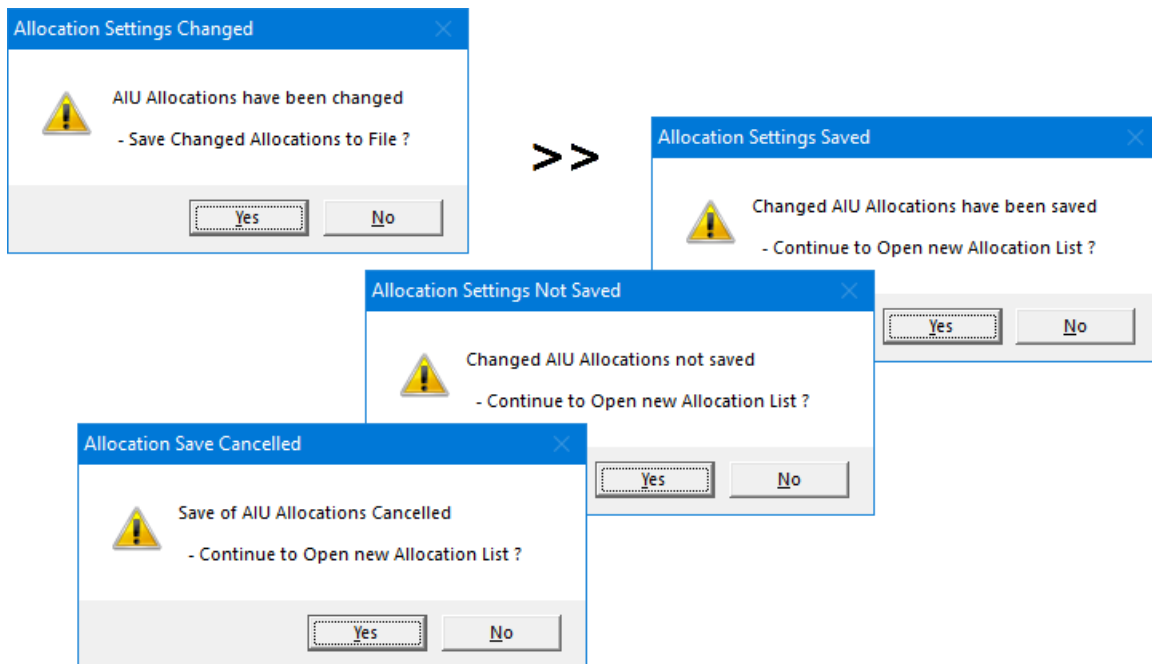 Allocation Settings Changed
AIU Allocations have been changed
- Save Changed Allocations to File ?
Yes No
>>
Allocation Settings Saved
Changed AIU Allocations have been saved
- Continue to Open new Allocation List ?
Yes No
Allocation Settings Not Saved
Changed AIU Allocations not saved
- Continue to Open new Allocation List ?
Yes No
Allocation Save Cancelled
Save of AIU Allocations Cancelled
- Continue to Open new Allocation List ?
Yes No